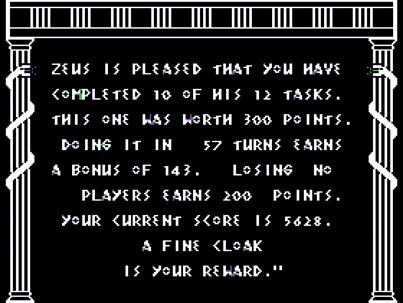 ZEUS IS PLEASED THAT YOU HAVE
COMPLETED 10 OF HIS 12 TASKS.
THIS ONE WAS WORTH 300 POINTS.
DOING IT IN 57 TURNS EARNS
A BONUS OF 143. LOSING NO
PLAYERS EARNS 200 POINTS.
YOUR CURRENT SCORE IS 5628.
A FINE CLOAK
IS YOUR REWARD."